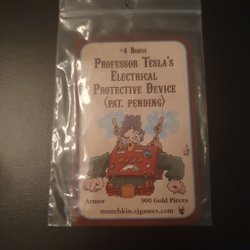 +4 Bonus
Professor Tesla's
Electrical
Protective Device
(pat. pending)
Armor 900 Gold Pieces
munchkin.sjgames.com